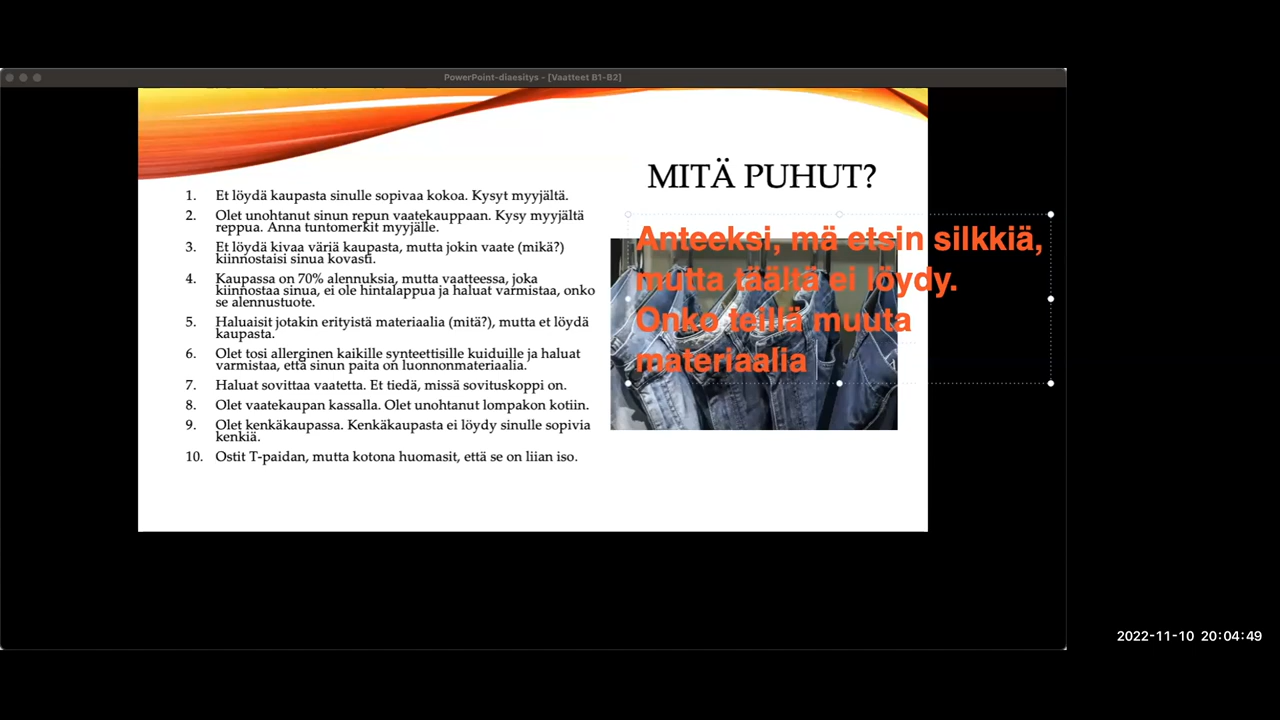 PowerPoint-diaesitys - [Vaatteet B1-B2]
MITÄ PUHUT?
1. Et löydä kaupasta sinulle sopivaa kokoa. Kysyt myyjältä.
2. Olet unohtanut sinun repun vaatekauppaan. Kysy myyjältä
reppua. Anna tuntomerkit myyjälle.
3. Et löydä kivaa väriä kaupasta, mutta jokin vaate (mikä?)
kiinnostaisi sinua kovasti.
4. Kaupassa on 70% alennuksia, mutta vaatteessa, joka
kiinnostaa sinua, ei ole hintalappua ja haluat varmistaa, onko
se alennustuote.
5. Haluaisit jotakin erityistä materiaalia (mitä?), mutta et löydä
kaupasta.
6. Olet tosi allerginen kaikille synteettisille kuiduille ja haluat
varmistaa, että sinun paita on luonnonmateriaalia.
7. Haluat sovittaa vaatetta. Et tiedä, missä sovituskoppi on.
8. Olet vaatekaupan kassalla. Olet unohtanut lompakon kotiin.
9. Olet kenkäkaupassa. Kenkäkaupasta ei löydy sinulle sopivia
kenkiä.
10. Ostit T-paidan, mutta kotona huomasit, että se on liian iso.
Anteeksi, mä etsin silkkiä,
mutta täältä ei löydy.
Onko teillä muuta
materiaalia
2022-11-10 20:04:49